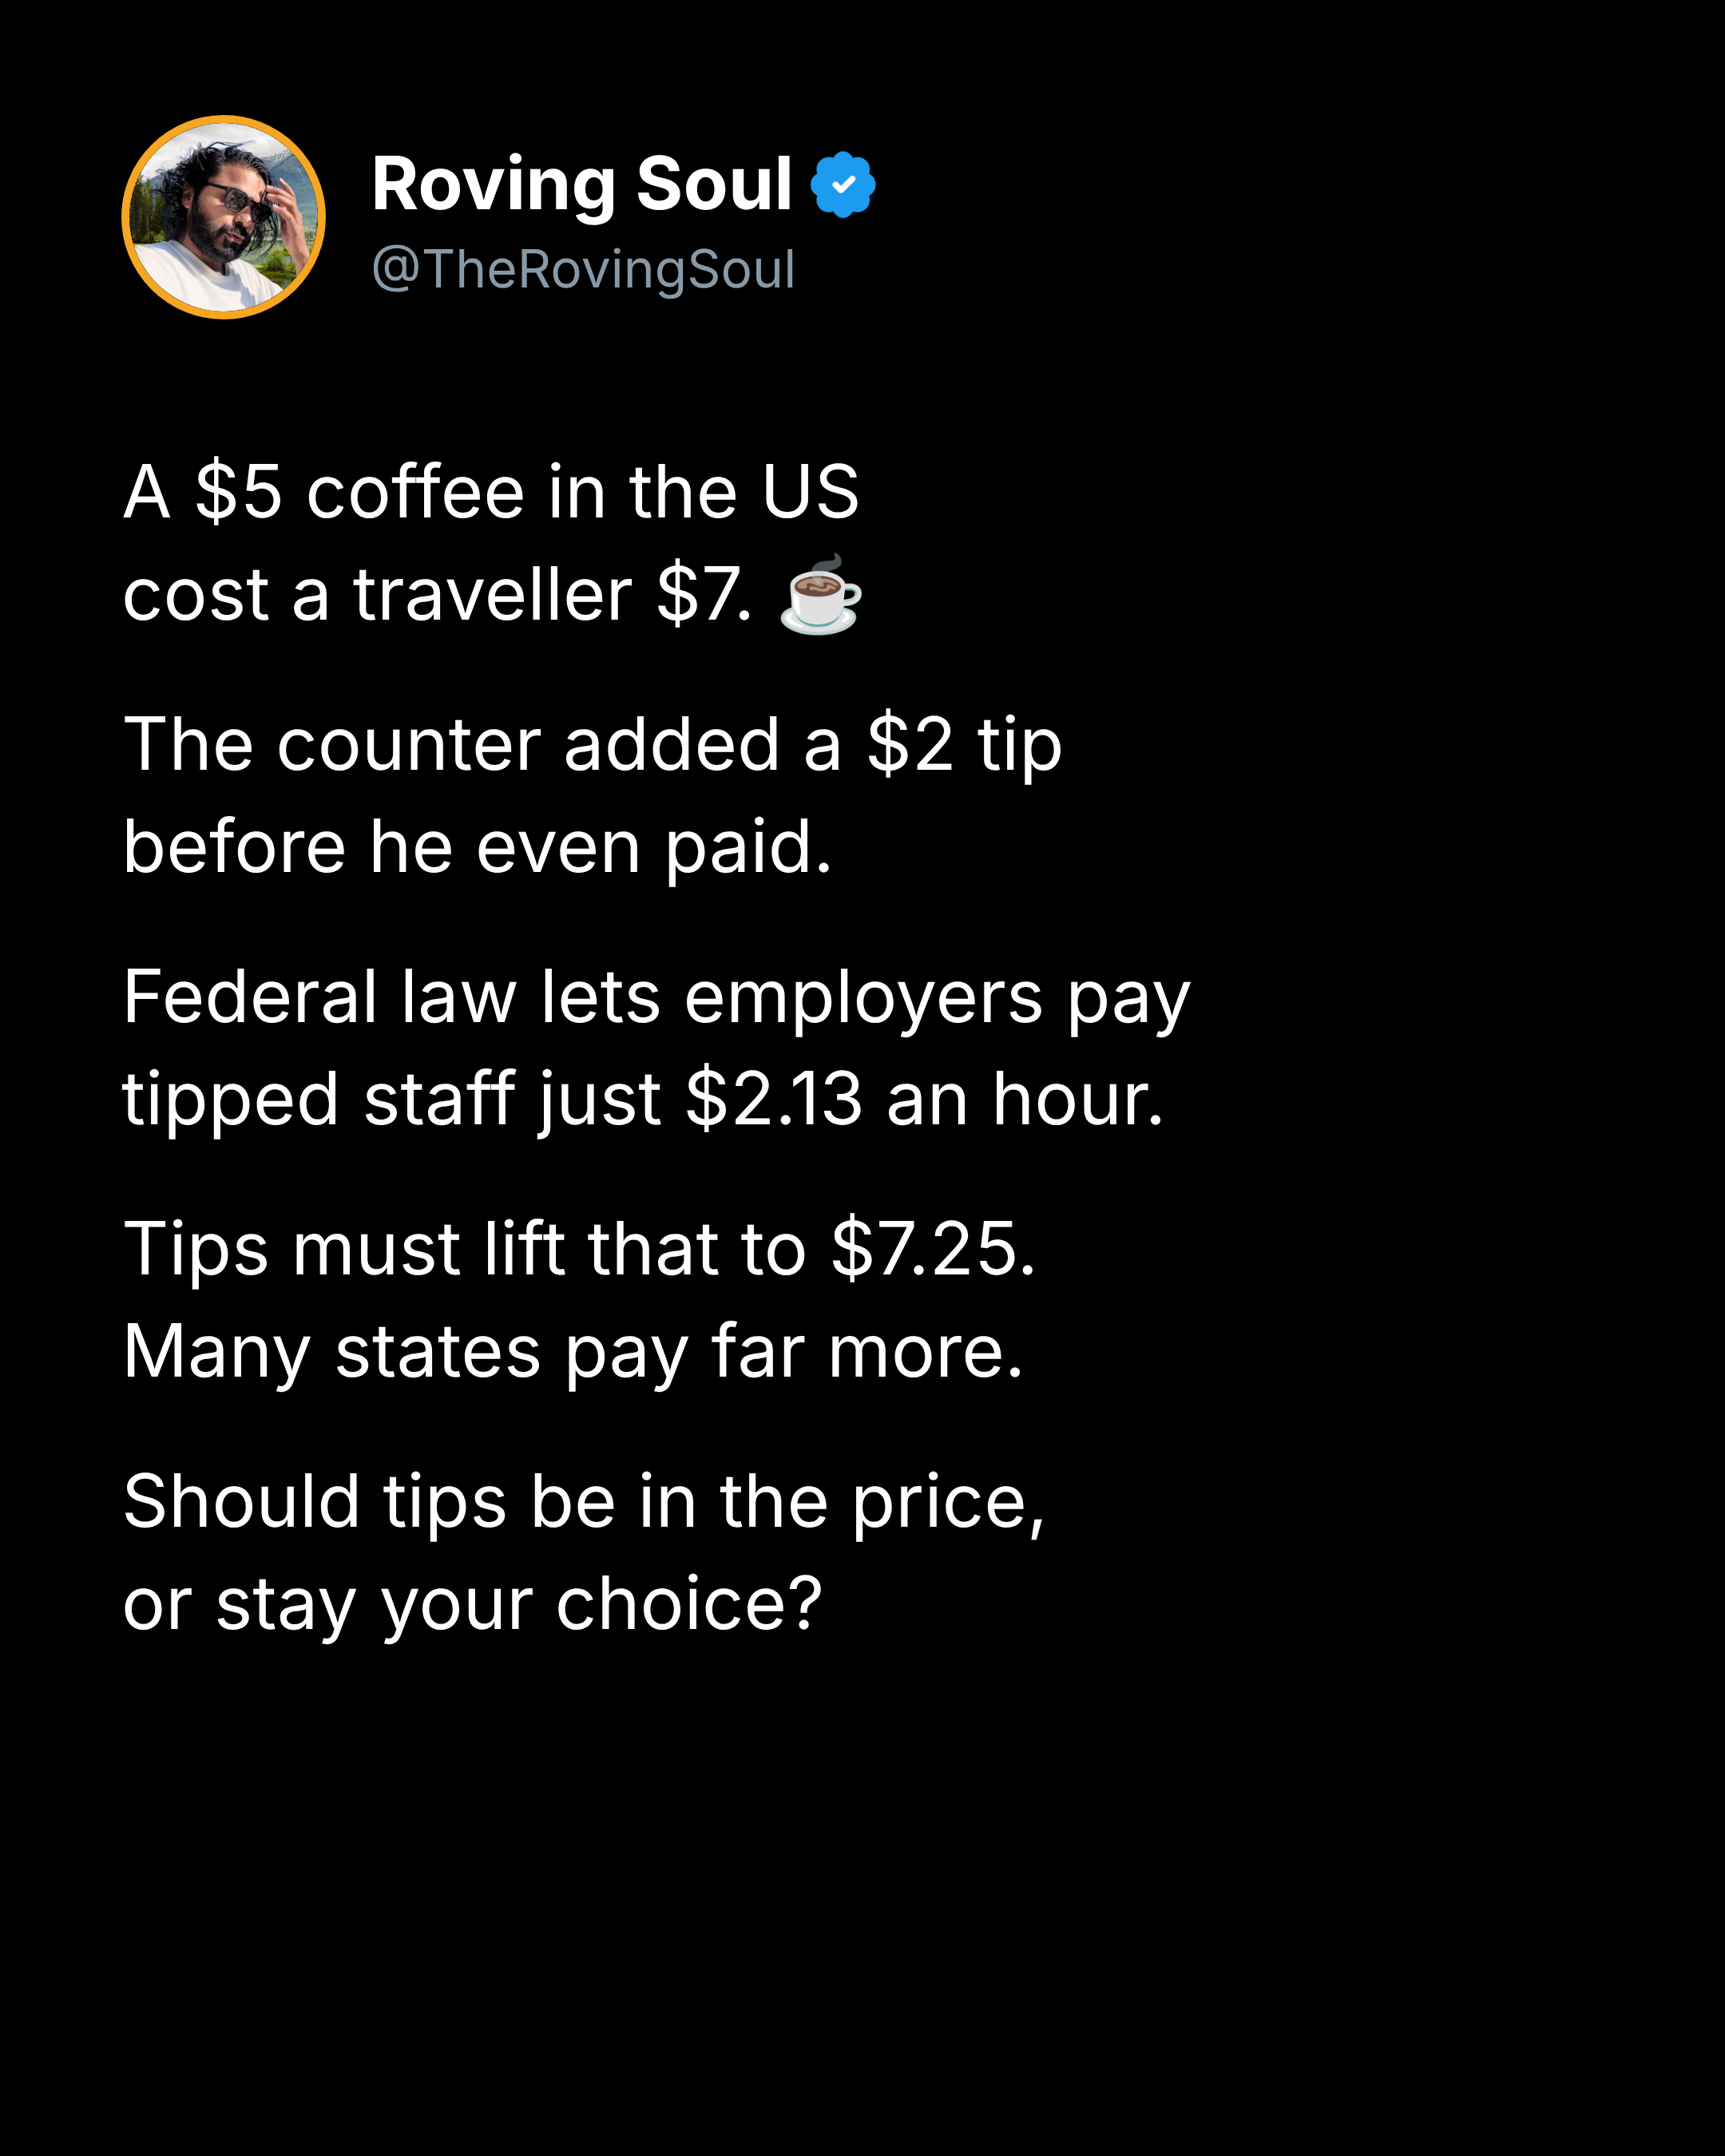 Roving Soul
@TheRovingSoul
A $5 coffee in the US
cost a traveller $7. ☕
The counter added a $2 tip
before he even paid.
Federal law lets employers pay
tipped staff just $2.13 an hour.
Tips must lift that to $7.25.
Many states pay far more.
Should tips be in the price,
or stay your choice?